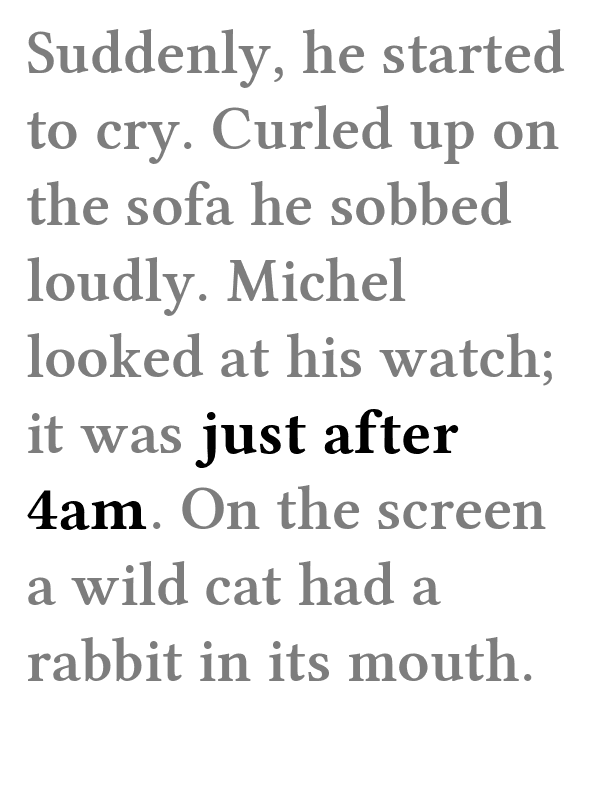 Suddenly, he started
to cry. Curled up on
the sofa he sobbed
loudly. Michel
looked at his watch;
it was just after
4am. On the screen
a wild cat had a
rabbit in its mouth.